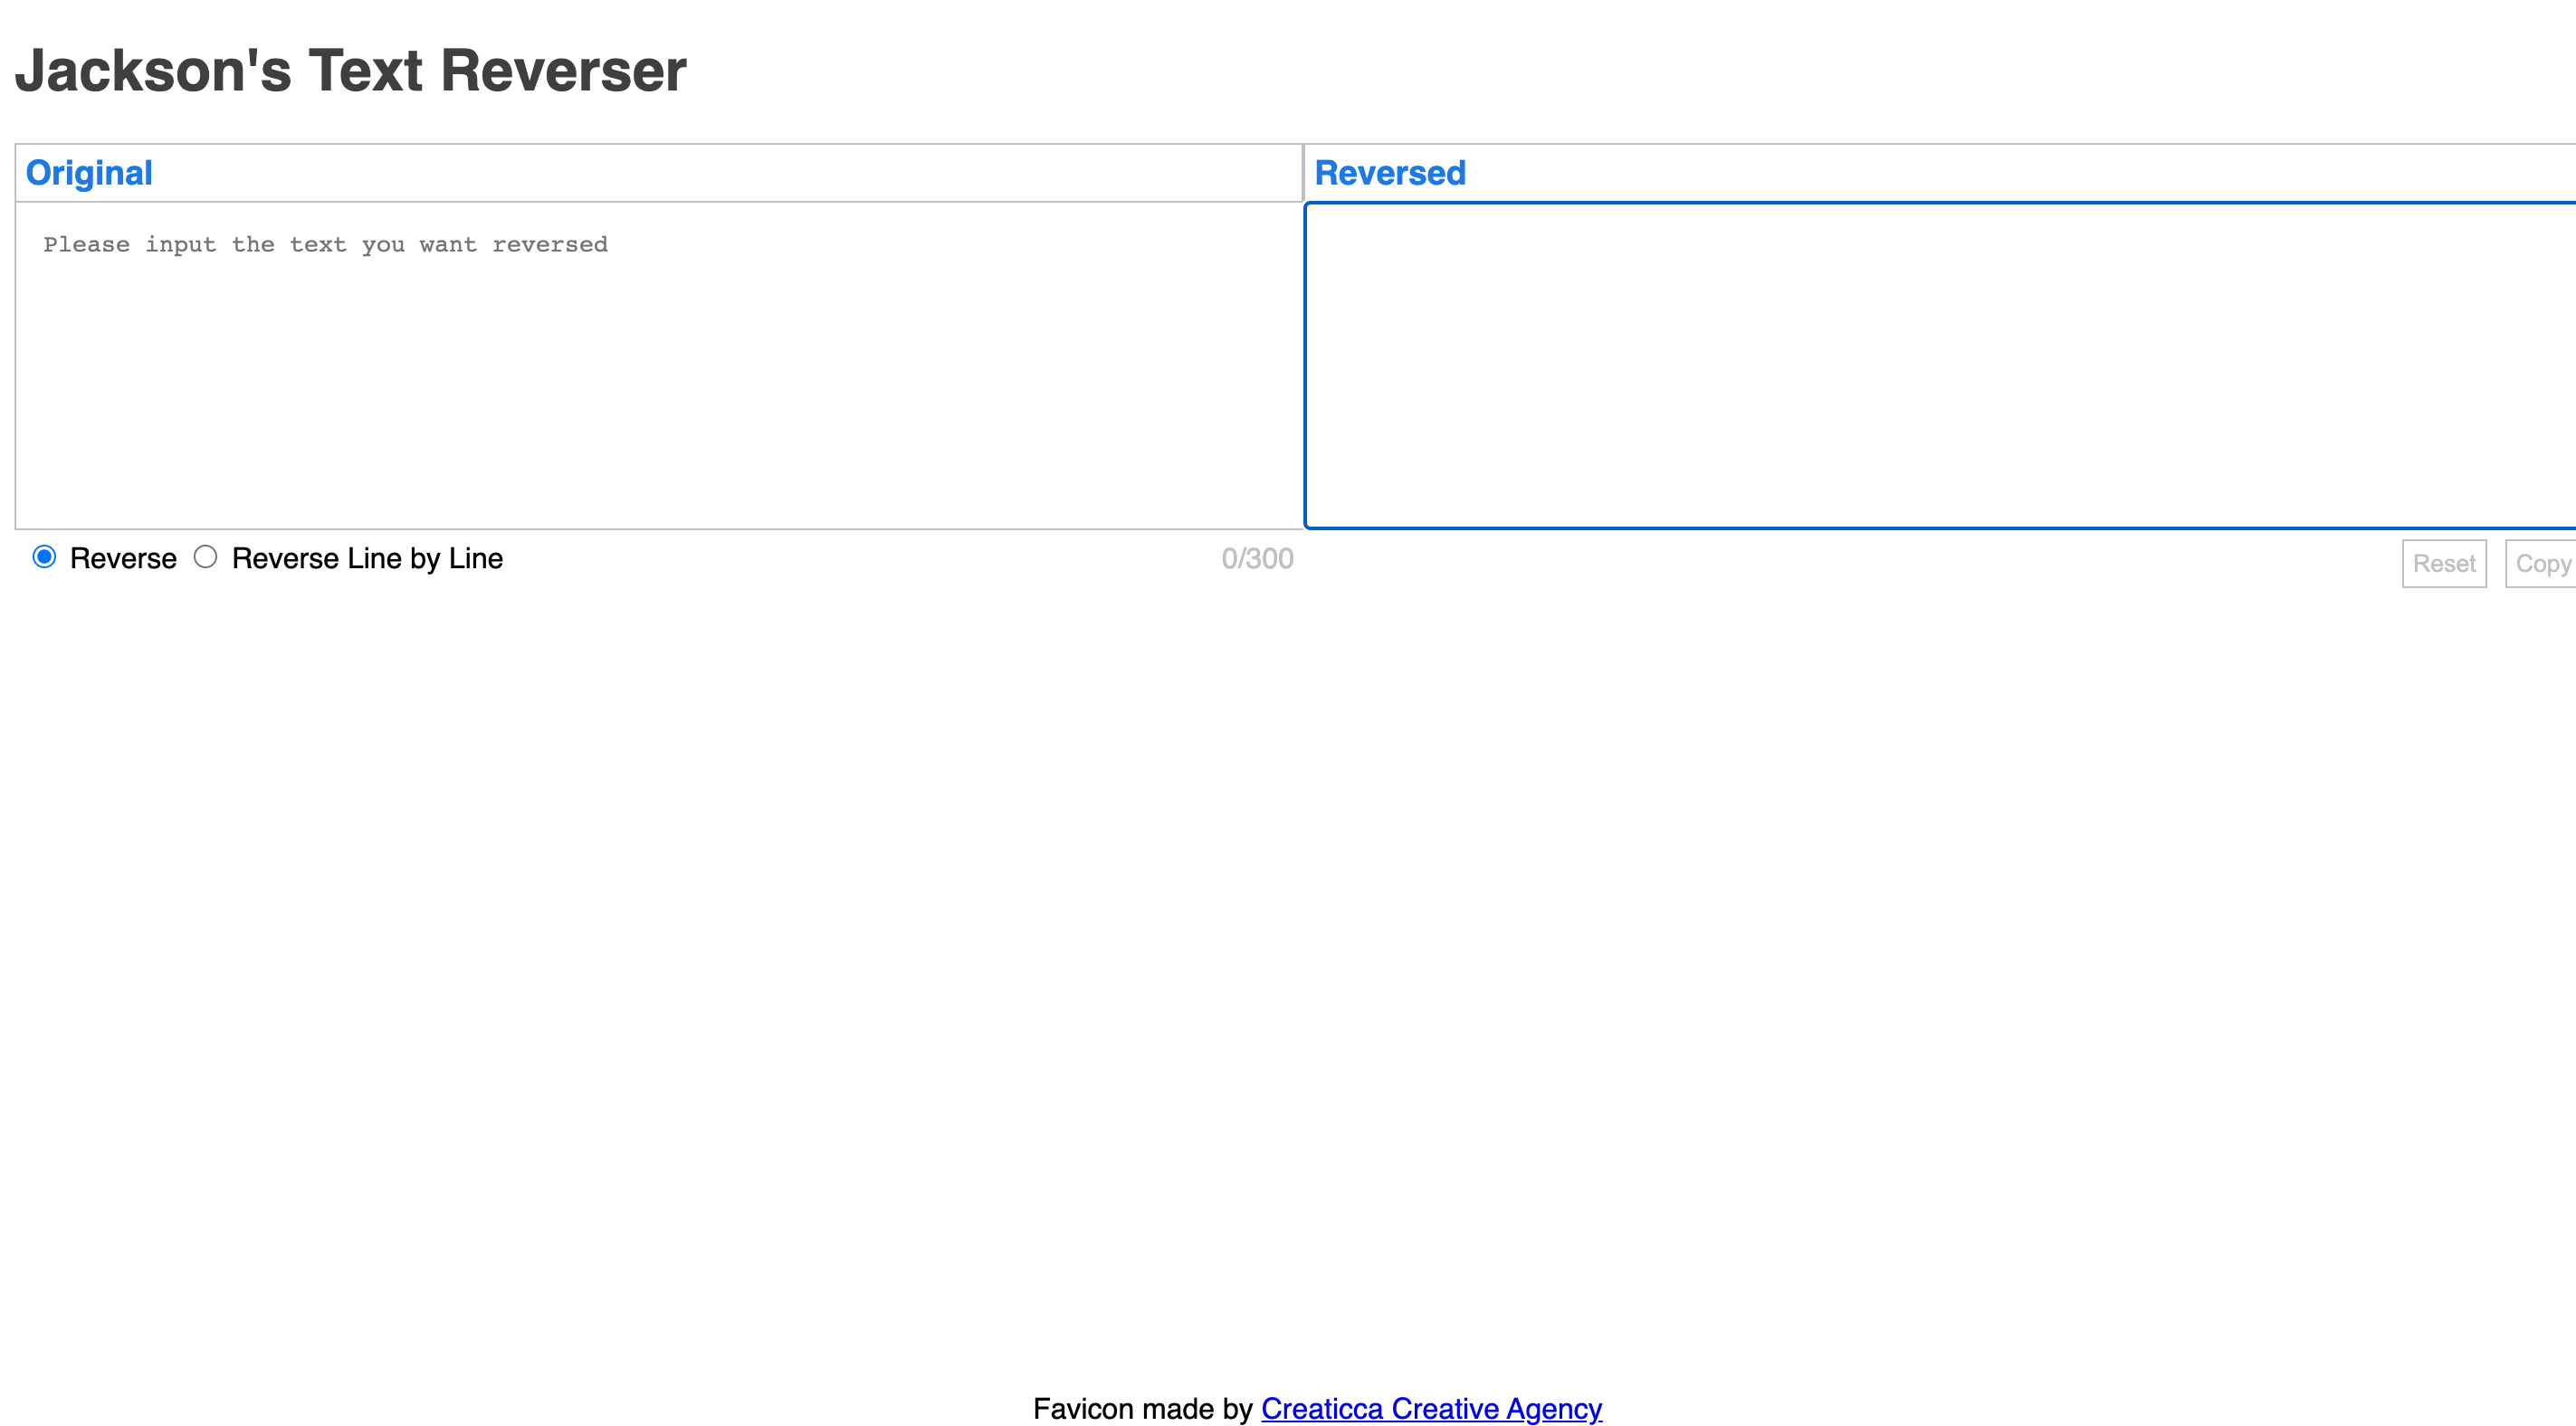 Jackson's Text Reverser
Original
Reversed
Please input the text you want reversed
Reverse
Reverse Line by Line
0/300
Reset
Copy
Favicon made by Creaticca Creative Agency